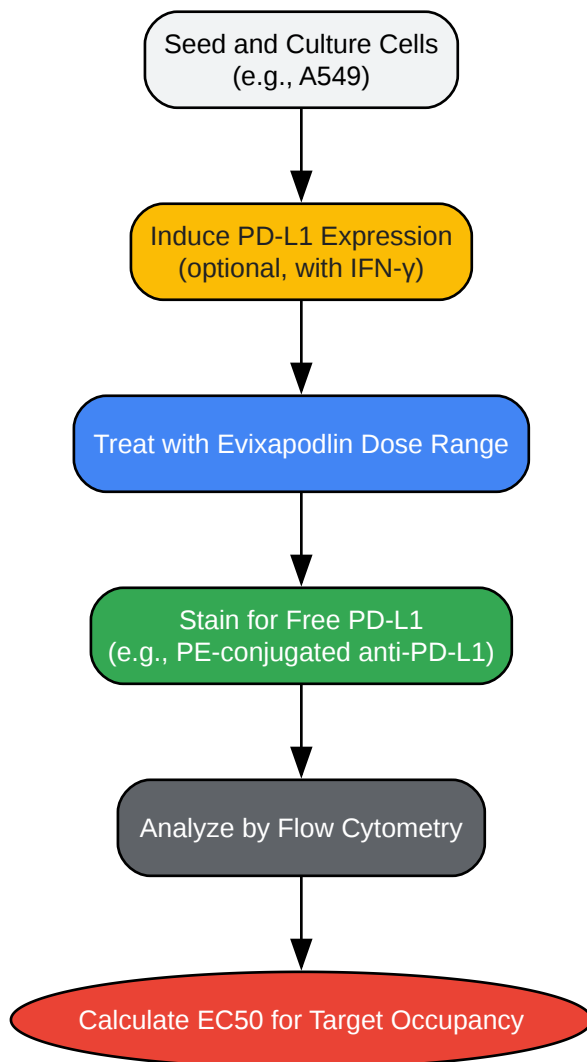 Seed and Culture Cells
(e.g., A549)
Induce PD-L1 Expression
(optional, with IFN-γ)
Treat with Evixapodlin Dose Range
Stain for Free PD-L1
(e.g., PE-conjugated anti-PD-L1)
Analyze by Flow Cytometry
Calculate EC50 for Target Occupancy